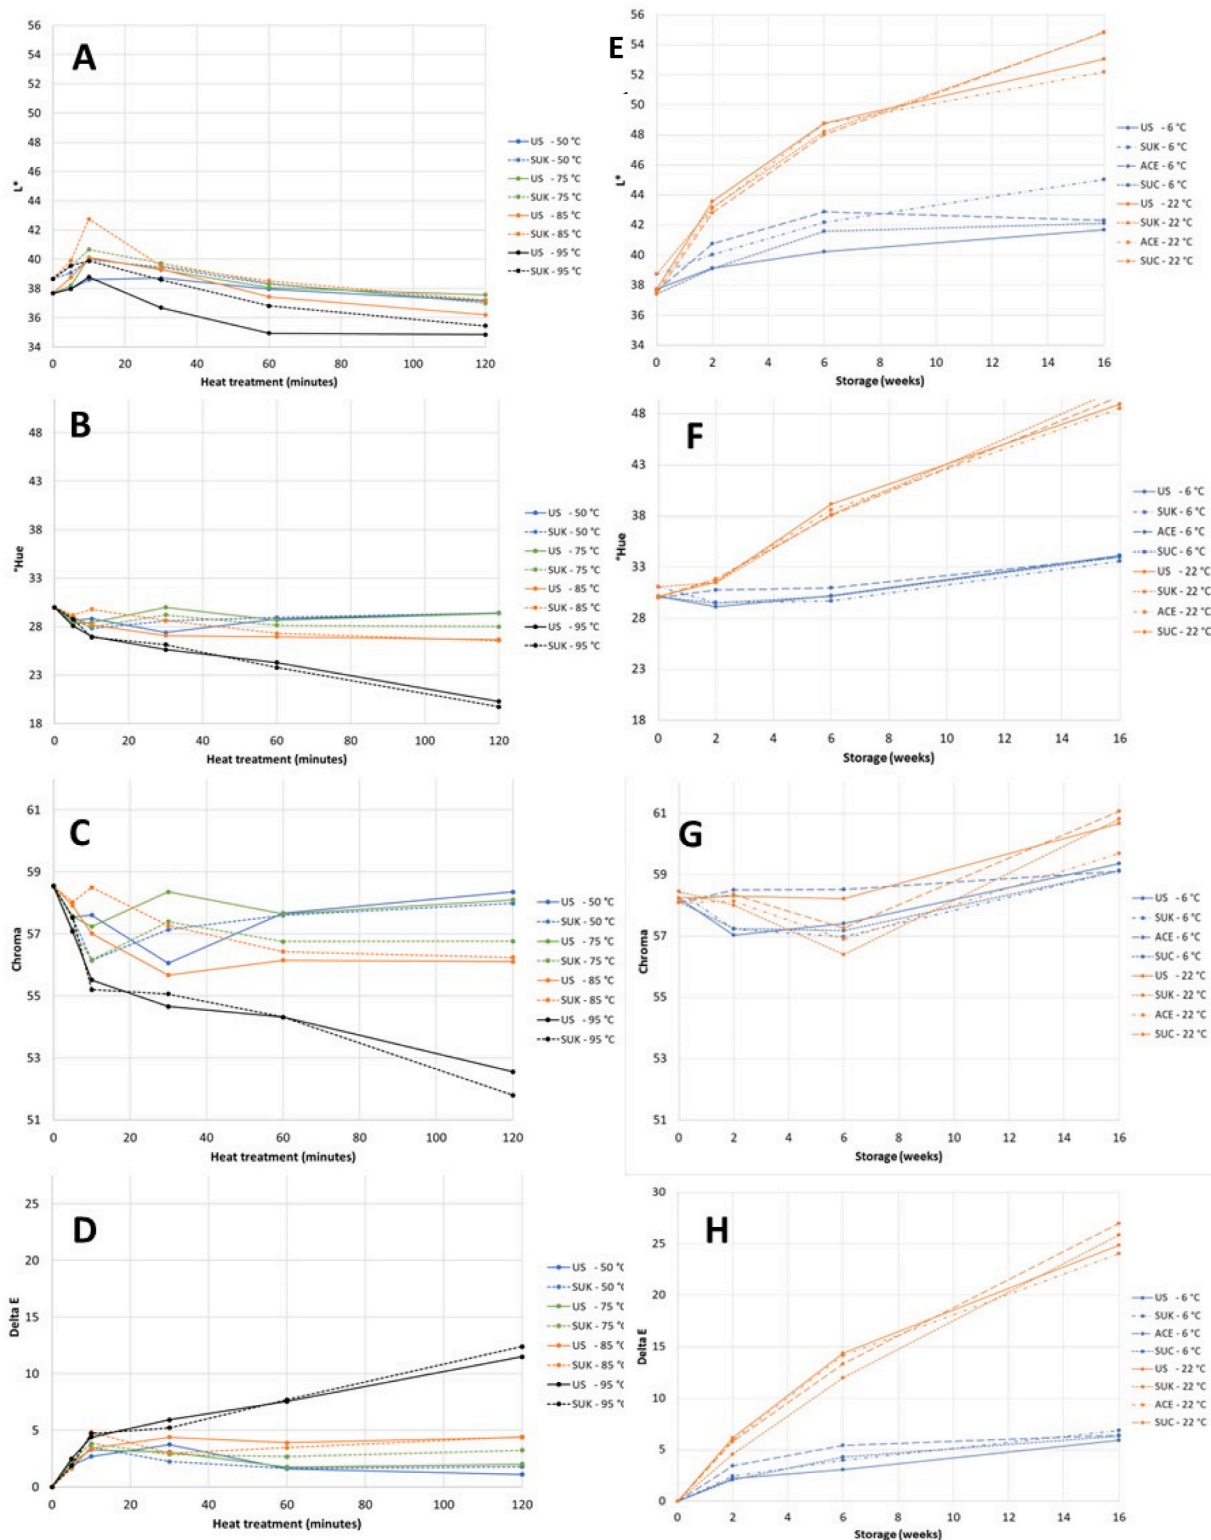 A
56
54
52
50
48
46
44
42
40
38
36
34
L*
0 20 40 60 80 100 120
Heat treatment (minutes)
US - 50 °C
SUK - 50 °C
US - 75 °C
SUK - 75 °C
US - 85 °C
SUK - 85 °C
US - 95 °C
SUK - 95 °C
E
56
54
52
50
48
46
44
42
40
38
36
34
L*
0 2 4 6 8 10 12 14 16
Storage (weeks)
US - 6 °C
SUK - 6 °C
ACE - 6 °C
SUC - 6 °C
US - 22 °C
SUK - 22 °C
ACE - 22 °C
SUC - 22 °C
B
48
43
38
33
28
23
18
°Hue
0 20 40 60 80 100 120
Heat treatment (minutes)
US - 50 °C
SUK - 50 °C
US - 75 °C
SUK - 75 °C
US - 85 °C
SUK - 85 °C
US - 95 °C
SUK - 95 °C
F
48
43
38
33
28
23
18
°Hue
0 2 4 6 8 10 12 14 16
Storage (weeks)
US - 6 °C
SUK - 6 °C
ACE - 6 °C
SUC - 6 °C
US - 22 °C
SUK - 22 °C
ACE - 22 °C
SUC - 22 °C
C
61
59
57
55
53
51
Chroma
0 20 40 60 80 100 120
Heat treatment (minutes)
US - 50 °C
SUK - 50 °C
US - 75 °C
SUK - 75 °C
US - 85 °C
SUK - 85 °C
US - 95 °C
SUK - 95 °C
G
61
59
57
55
53
51
Chroma
0 2 4 6 8 10 12 14 16
Storage (weeks)
US - 6 °C
SUK - 6 °C
ACE - 6 °C
SUC - 6 °C
US - 22 °C
SUK - 22 °C
ACE - 22 °C
SUC - 22 °C
D
25
20
15
10
5
0
Delta E
0 20 40 60 80 100 120
Heat treatment (minutes)
US - 50 °C
SUK - 50 °C
US - 75 °C
SUK - 75 °C
US - 85 °C
SUK - 85 °C
US - 95 °C
SUK - 95 °C
H
30
25
20
15
10
5
0
Delta E
0 2 4 6 8 10 12 14 16
Storage (weeks)
US - 6 °C
SUK - 6 °C
ACE - 6 °C
SUC - 6 °C
US - 22 °C
SUK - 22 °C
ACE - 22 °C
SUC - 22 °C